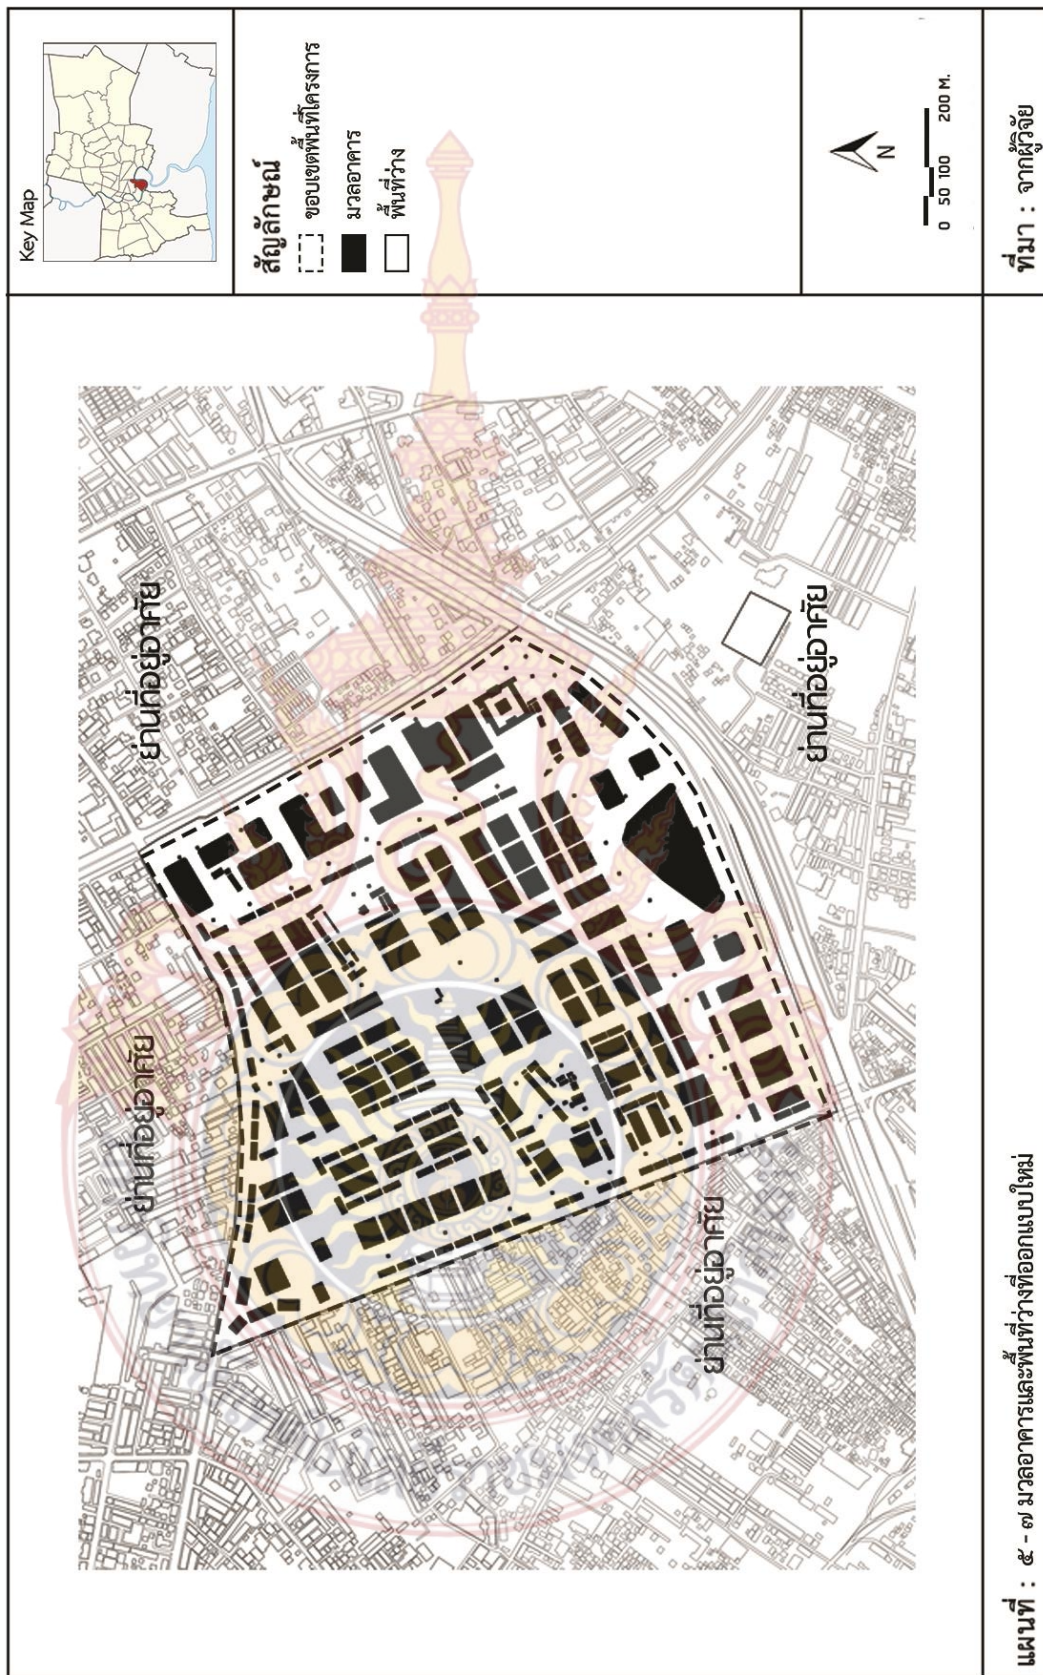 Key Map
สัญลักษณ์
ขอบเขตพื้นที่โครงการ
มวลอาคาร
พื้นที่ว่าง
N
0 50 100 200 M.
ย่านที่อยู่อาศัย
ย่านที่อยู่อาศัย
ย่านที่อยู่อาศัย
ย่านที่อยู่อาศัย
แผนที่ : ๕ - ๗ มวลอาคารและพื้นที่ว่างที่ออกแบบใหม่
ที่มา : จากผู้วิจัย